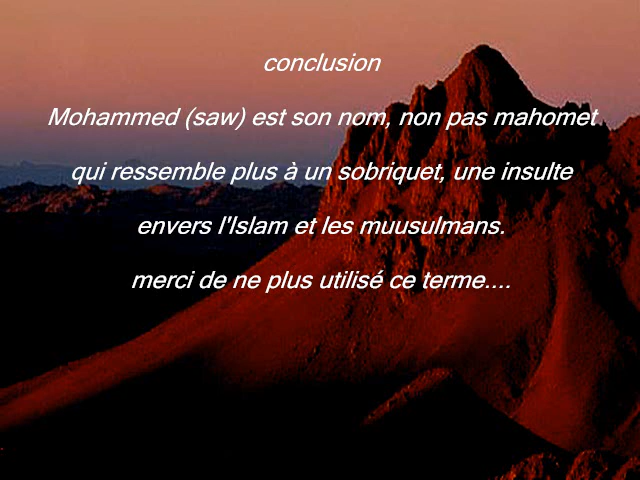 conclusion
Mohammed (saw) est son nom, non pas mahomet
qui ressemble plus à un sobriquet, une insulte
envers l'Islam et les muusulmans.
merci de ne plus utilisé ce terme....